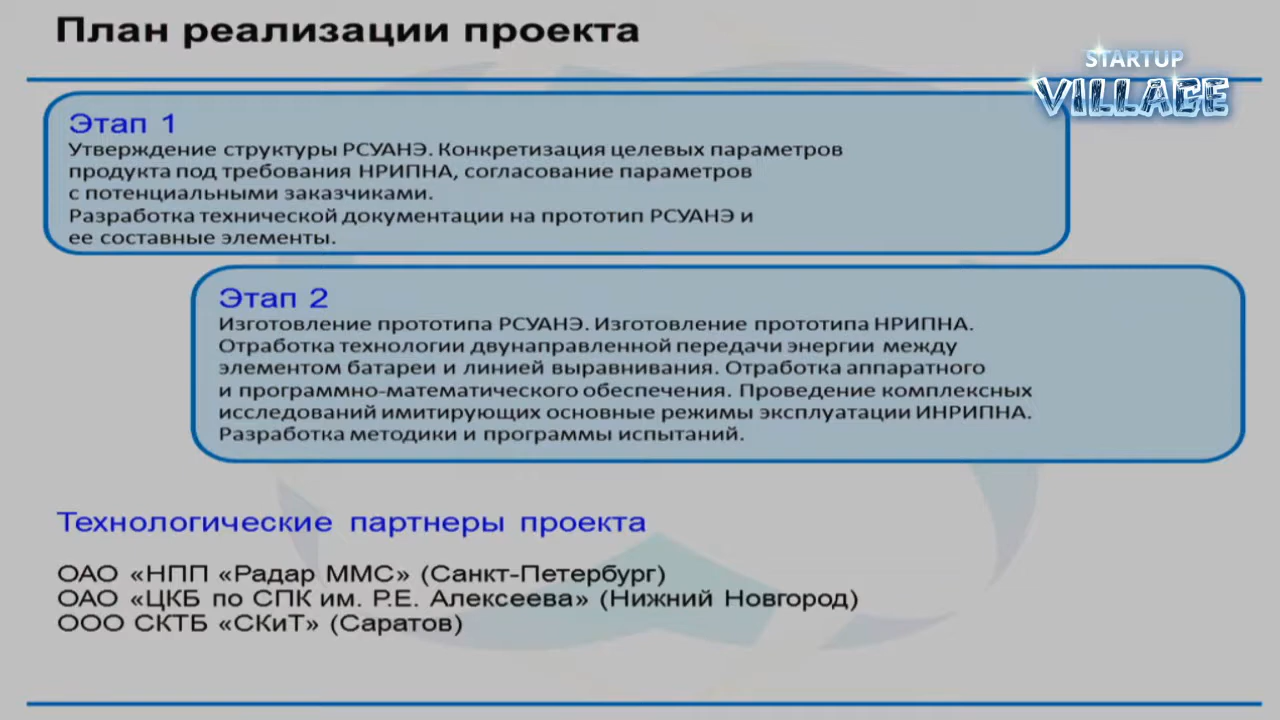 План реализации проекта
STARTUP
VILLAGE
Этап 1
Утверждение структуры РСУАНЭ. Конкретизация целевых параметров
продукта под требования НРИПНА, согласование параметров
с потенциальными заказчиками.
Разработка технической документации на прототип РСУАНЭ и
ее составные элементы.
Этап 2
Изготовление прототипа РСУАНЭ. Изготовление прототипа НРИПНА.
Отработка технологии двунаправленной передачи энергии между
элементом батареи и линией выравнивания. Отработка аппаратного
и программно-математического обеспечения. Проведение комплексных
исследований имитирующих основные режимы эксплуатации ИНРИПНА.
Разработка методики и программы испытаний.
Технологические партнеры проекта
ОАО «НПП «Радар ММС» (Санкт-Петербург)
ОАО «ЦКБ по СПК им. Р.Е. Алексеева» (Нижний Новгород)
ООО СКТБ «СКиТ» (Саратов)